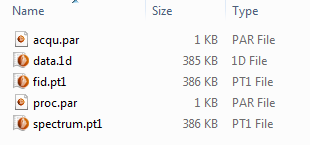 Name Size Type
acqu.par 1 KB PAR File
data.1d 385 KB 1D File
fid.pt1 386 KB PT1 File
proc.par 1 KB PAR File
spectrum.pt1 386 KB PT1 File